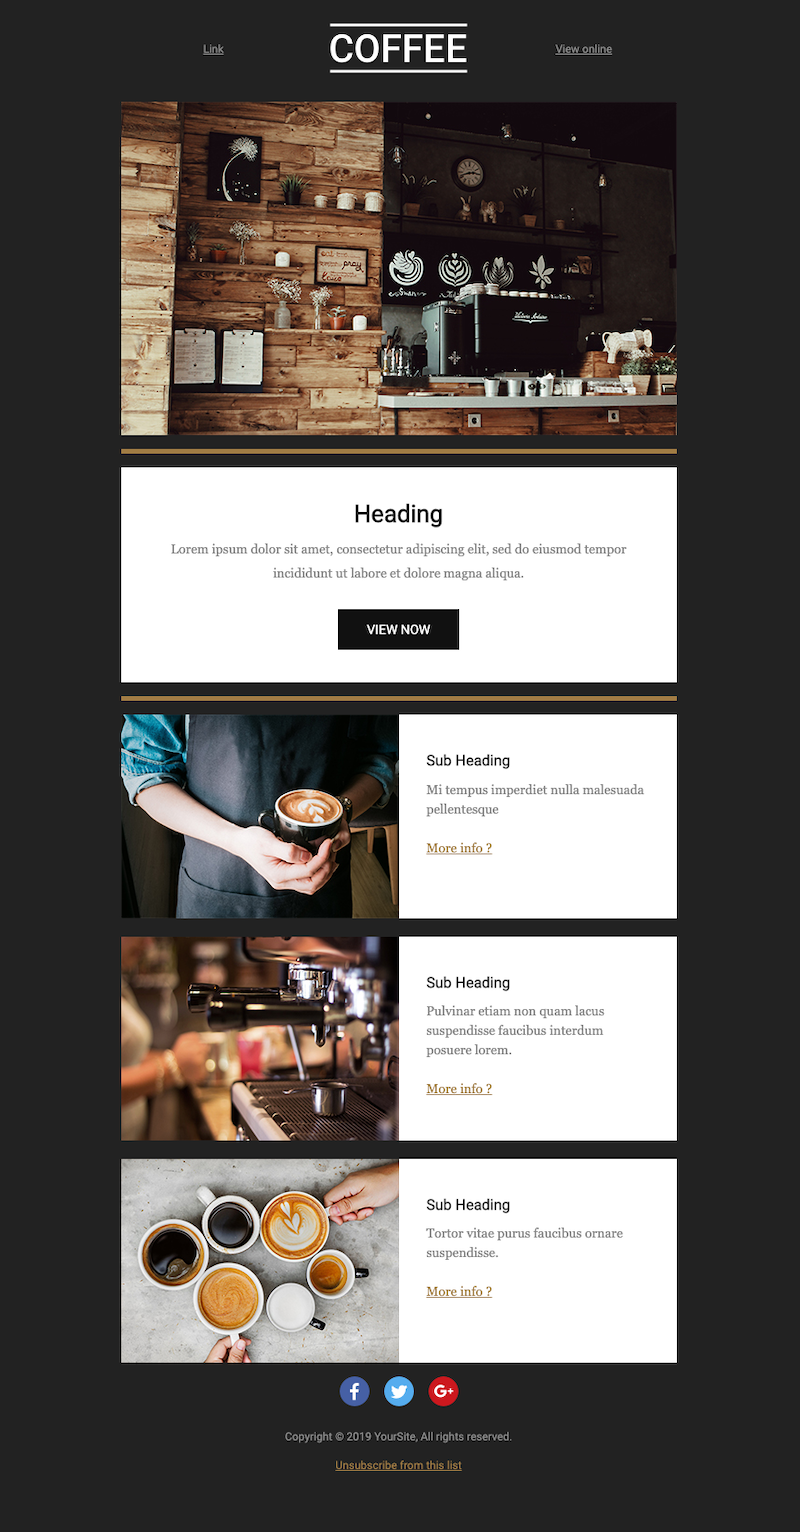 Link
COFFEE
View online
eat
pray
Heading
Lorem ipsum dolor sit amet, consectetur adipiscing elit, sed do eiusmod tempor
incididunt ut labore et dolore magna aliqua.
VIEW NOW
Sub Heading
Mi tempus imperdiet nulla malesuada
pellentesque
More info ?
Sub Heading
Pulvinar etiam non quam lacus
suspendisse faucibus interdum
posuere lorem.
More info ?
Sub Heading
Tortor vitae purus faucibus ornare
suspendisse.
More info ?
f
G+
Copyright © 2019 YourSite, All rights reserved.
Unsubscribe from this list